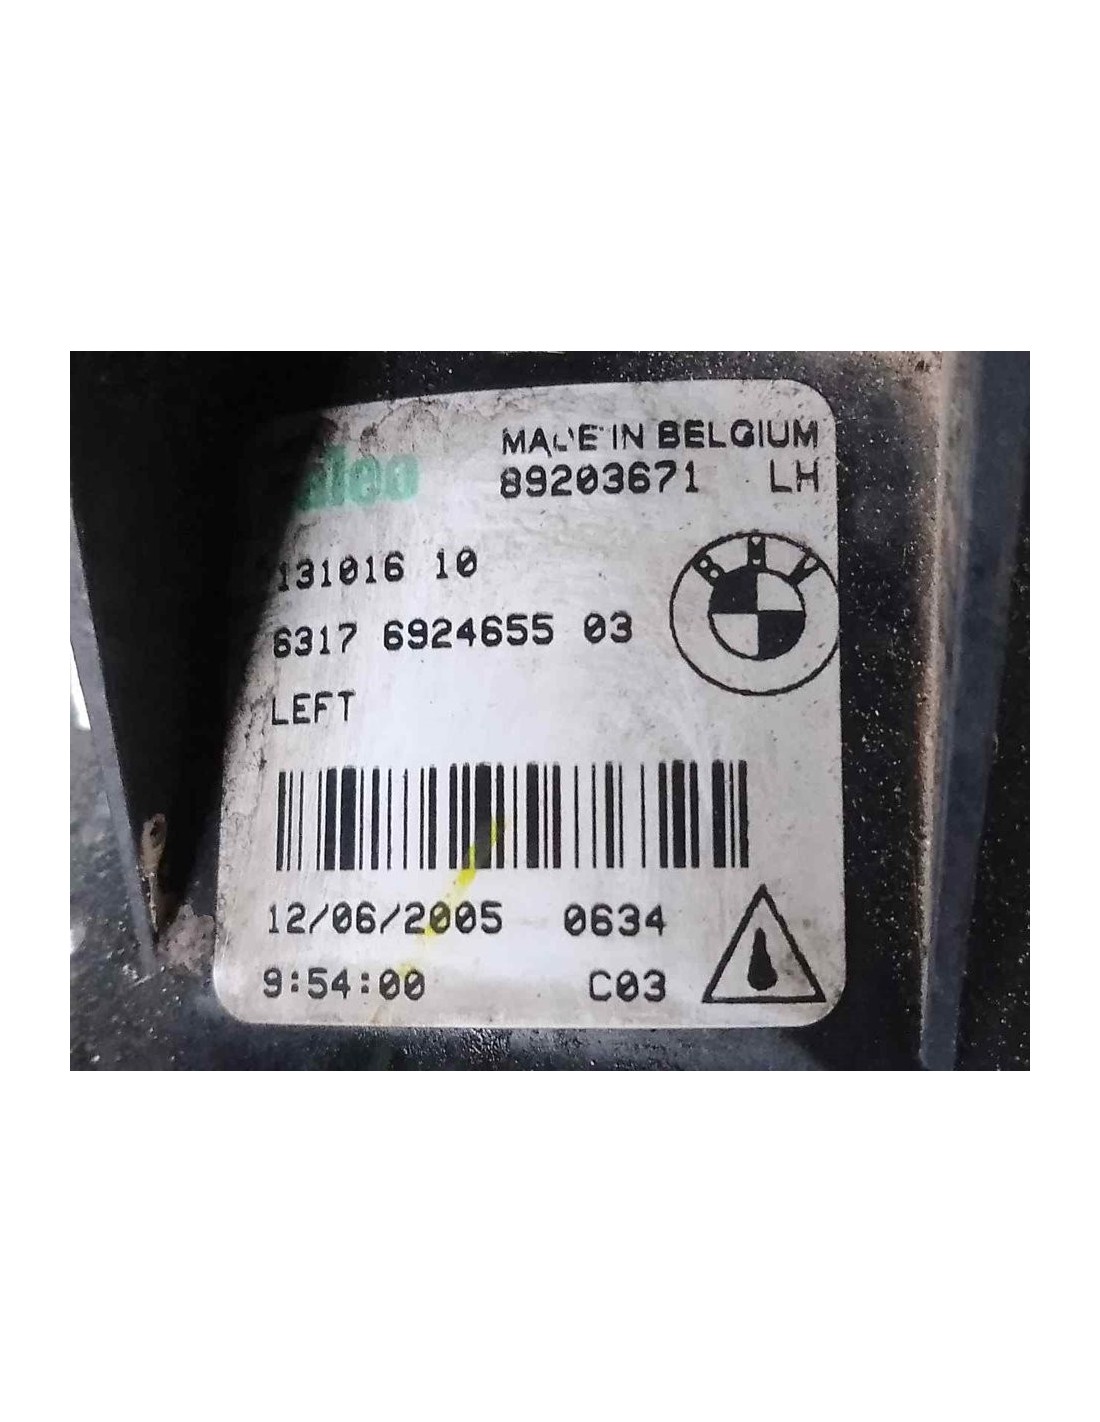 MADE IN BELGIUM
89203671 LH
131016 10
BMW
6317 6924655 03
LEFT
12/06/2005 0634
9:54:00 C03